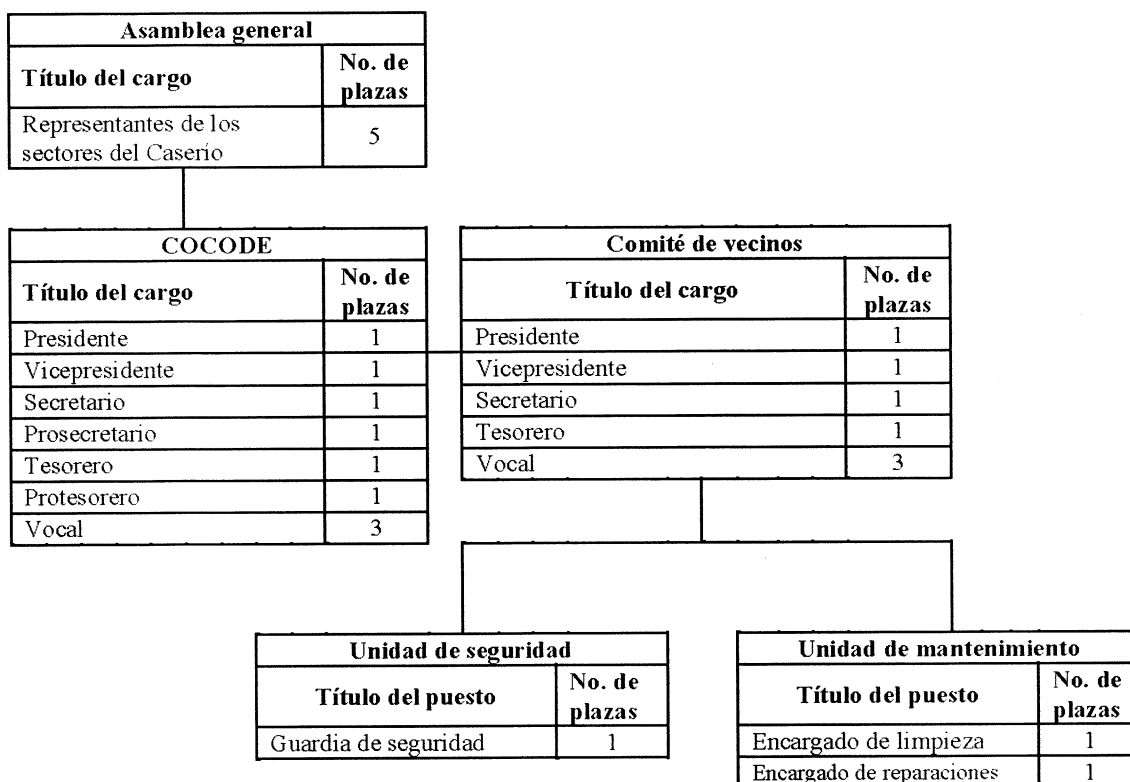 Asamblea general
Título del cargo No. de plazas
Representantes de los
sectores del Caserío 5
COCODE
Título del cargo No. de plazas
Presidente 1
Vicepresidente 1
Secretario 1
Prosecretario 1
Tesorero 1
Protesorero 1
Vocal 3
Comité de vecinos
Título del cargo No. de plazas
Presidente 1
Vicepresidente 1
Secretario 1
Tesorero 1
Vocal 3
Unidad de seguridad
Título del puesto No. de plazas
Guardia de seguridad 1
Unidad de mantenimiento
Título del puesto No. de plazas
Encargado de limpieza 1
Encargado de reparaciones 1